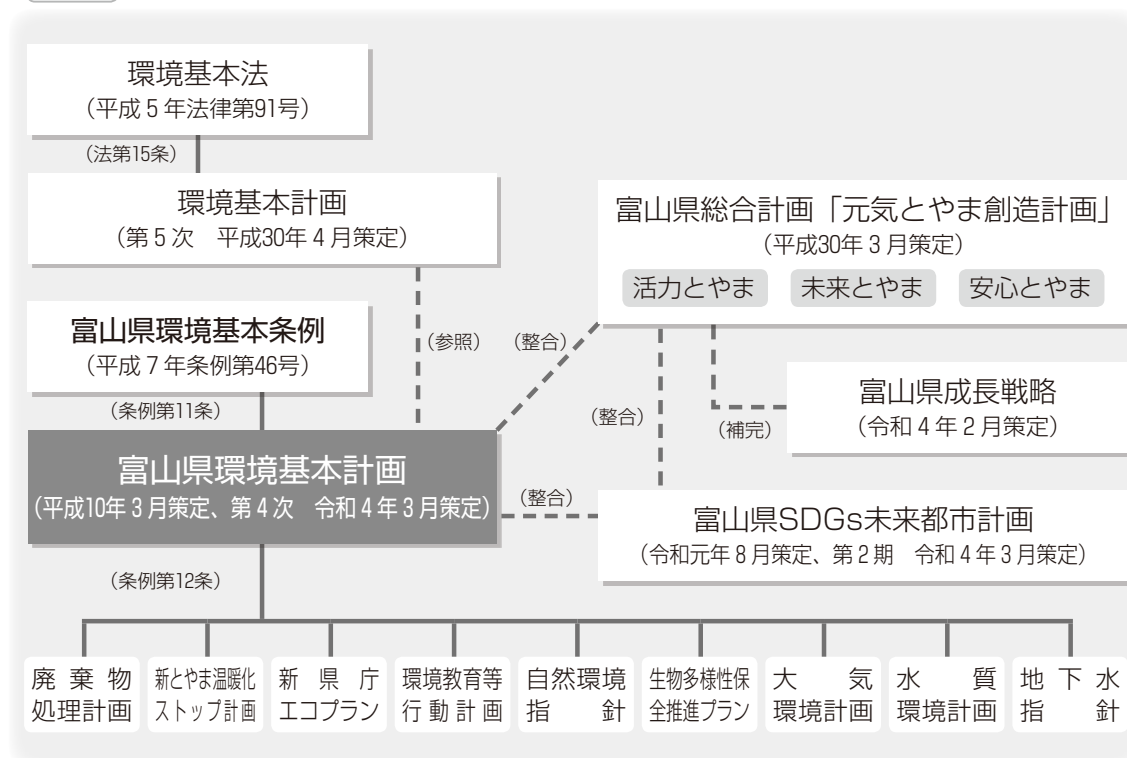 環境基本法
（平成５年法律第91号）
（法第15条）
環境基本計画
（第５次　平成30年４月策定）
富山県総合計画「元気とやま創造計画」
（平成30年３月策定）
活力とやま　未来とやま　安心とやま
富山県環境基本条例
（平成７年条例第46号）
（参照）
（整合）
（条例第11条）
（整合）
（補完）
富山県成長戦略
（令和４年２月策定）
富山県環境基本計画
（平成10年３月策定、第４次　令和４年３月策定）
（整合）
富山県SDGs未来都市計画
（令和元年８月策定、第２期　令和４年３月策定）
（条例第12条）
廃棄物
処理計画
新とやま温暖化
ストップ計画
新県庁
エコプラン
環境教育等
行動計画
自然環境
指針
生物多様性保
全推進プラン
大気
環境計画
水質
環境計画
地下水
指針